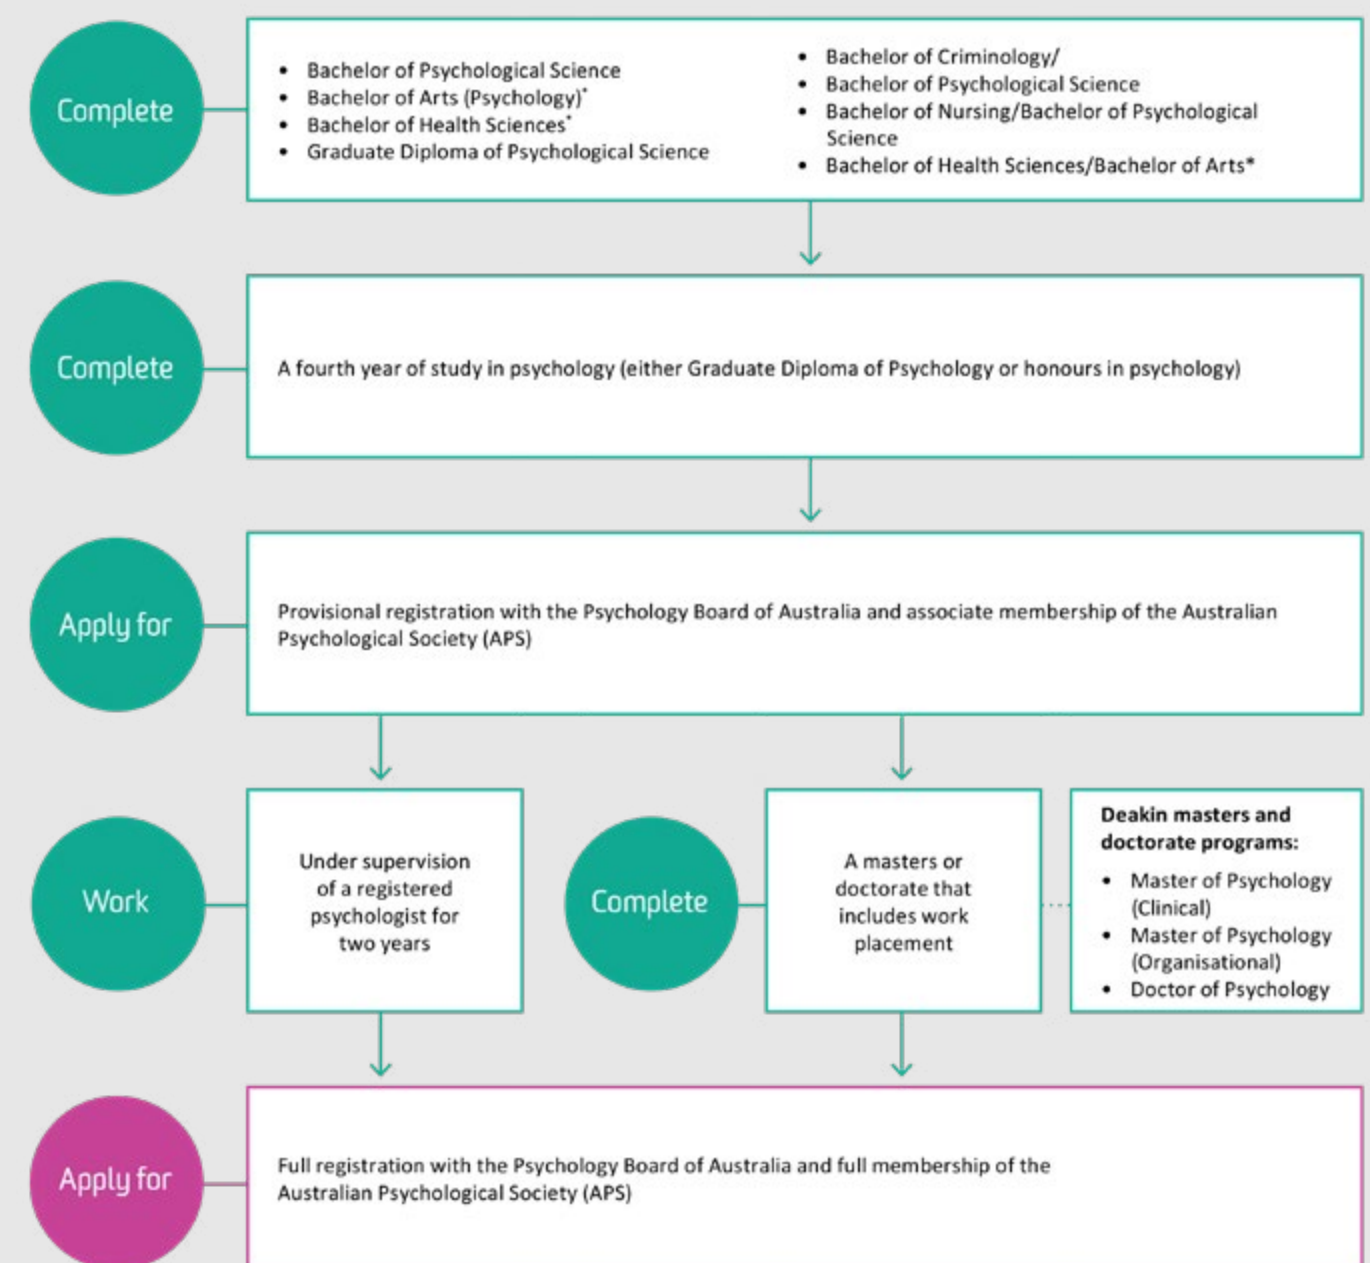 Complete
• Bachelor of Psychological Science
• Bachelor of Arts (Psychology)*
• Bachelor of Health Sciences*
• Graduate Diploma of Psychological Science
• Bachelor of Criminology/
• Bachelor of Psychological Science
• Bachelor of Nursing/Bachelor of Psychological
Science
• Bachelor of Health Sciences/Bachelor of Arts*
Complete
A fourth year of study in psychology (either Graduate Diploma of Psychology or honours in psychology)
Apply for
Provisional registration with the Psychology Board of Australia and associate membership of the Australian
Psychological Society (APS)
Work
Under supervision
of a registered
psychologist for
two years
Complete
A masters or
doctorate that
includes work
placement
Deakin masters and
doctorate programs:
• Master of Psychology
(Clinical)
• Master of Psychology
(Organisational)
• Doctor of Psychology
Apply for
Full registration with the Psychology Board of Australia and full membership of the
Australian Psychological Society (APS)